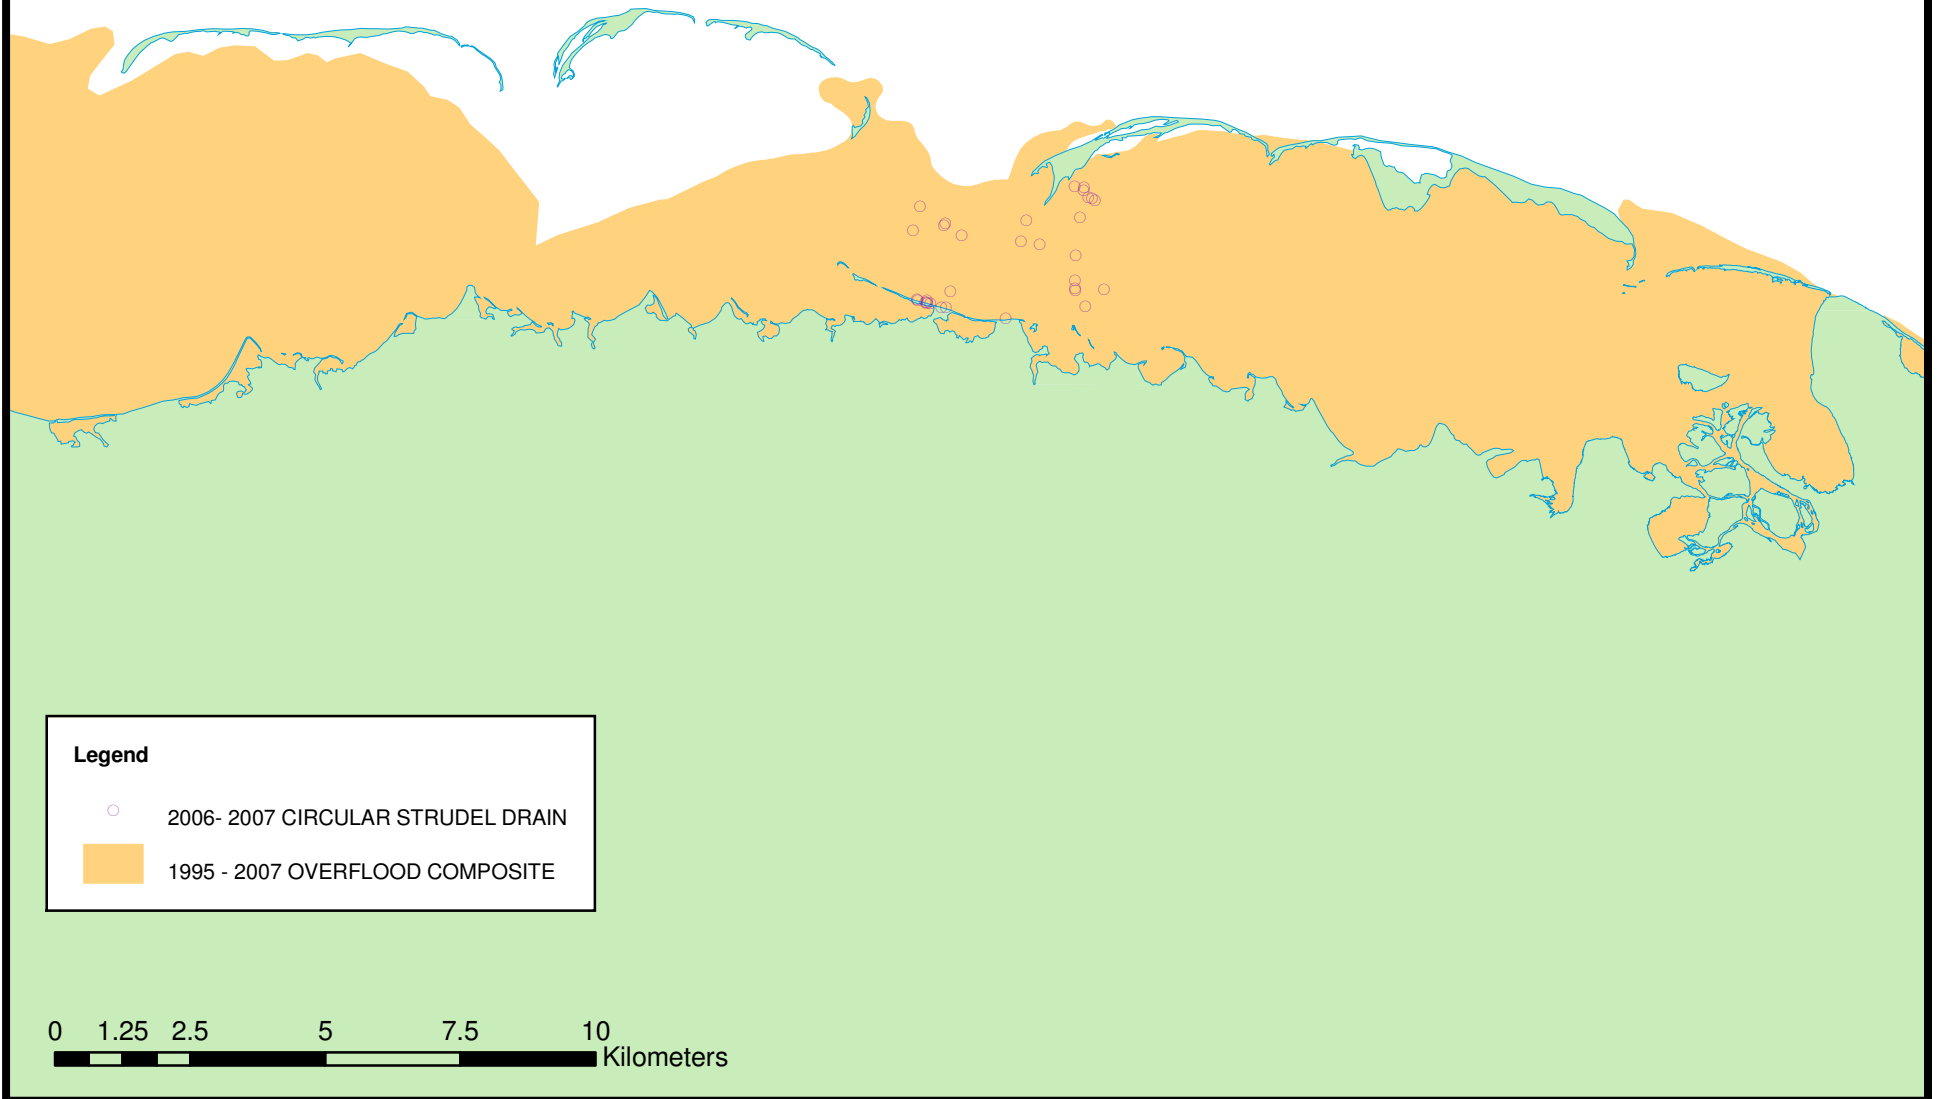 Legend
2006- 2007 CIRCULAR STRUDEL DRAIN
1995 - 2007 OVERFLOOD COMPOSITE
0 1.25 2.5 5 7.5 10
Kilometers